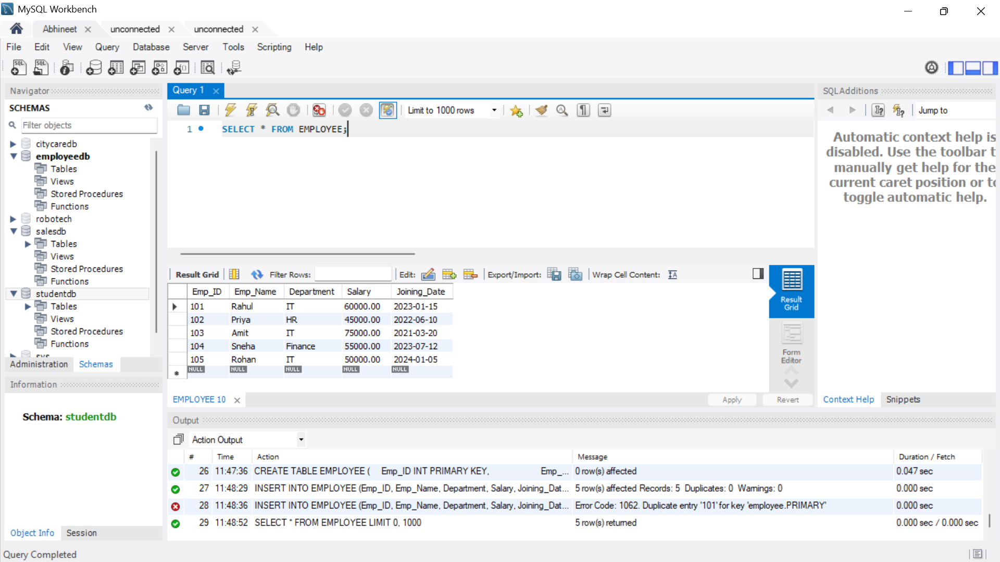 MySQL Workbench
Abhineet unconnected unconnected
File Edit View Query Database Server Tools Scripting Help
Navigator
SCHEMAS
Filter objects
citycaredb
employeedb
Tables
Views
Stored Procedures
Functions
robotech
salesdb
Tables
Views
Stored Procedures
Functions
studentdb
Tables
Views
Stored Procedures
Functions
sys
Administration Schemas
Information
Schema: studentdb
Object Info Session
Query 1
Limit to 1000 rows
1 SELECT * FROM EMPLOYEE;
Result Grid Filter Rows: Edit: Export/Import: Wrap Cell Content:
Emp_ID Emp_Name Department Salary Joining_Date
101 Rahul IT 60000.00 2023-01-15
102 Priya HR 45000.00 2022-06-10
103 Amit IT 75000.00 2021-03-20
104 Sneha Finance 55000.00 2023-07-12
105 Rohan IT 50000.00 2024-01-05
NULL NULL NULL NULL NULL
Result
Grid
Form
Editor
EMPLOYEE 10 Apply Revert
SQLAdditions
Jump to
Automatic context help is
disabled. Use the toolbar t
manually get help for the
current caret position or to
toggle automatic help.
Context Help Snippets
Output
Action Output
# Time Action Message Duration / Fetch
26 11:47:36 CREATE TABLE EMPLOYEE ( Emp_ID INT PRIMARY KEY, Emp_... 0 row(s) affected 0.047 sec
27 11:48:29 INSERT INTO EMPLOYEE (Emp_ID, Emp_Name, Department, Salary, Joining_Dat... 5 row(s) affected Records: 5 Duplicates: 0 Warnings: 0 0.000 sec
28 11:48:36 INSERT INTO EMPLOYEE (Emp_ID, Emp_Name, Department, Salary, Joining_Dat... Error Code: 1062. Duplicate entry '101' for key 'employee.PRIMARY' 0.000 sec
29 11:48:52 SELECT * FROM EMPLOYEE LIMIT 0, 1000 5 row(s) returned 0.000 sec / 0.000 sec
Query Completed